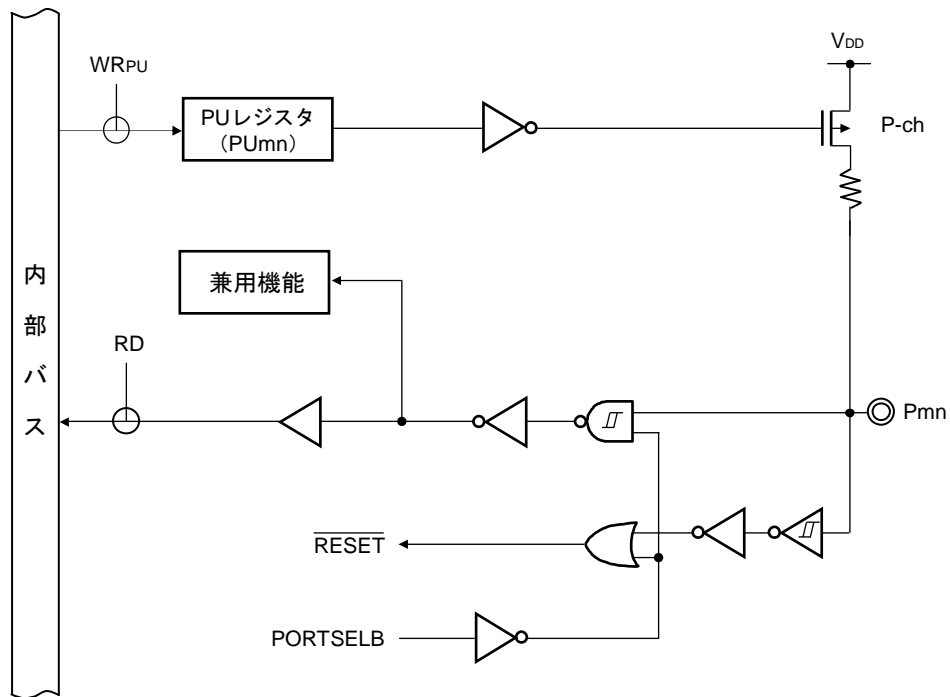 VDD
WRPU
PUレジスタ
(PUmn)
P-ch
内部バス
兼用機能
RD
Pmn
RESET
PORTSELB